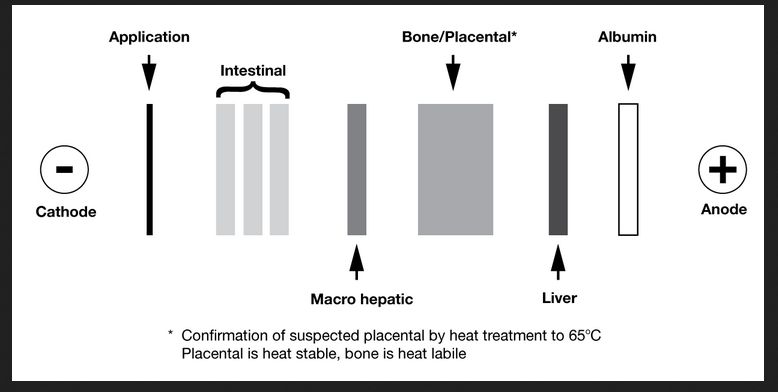 Application
Bone/Placental*
Albumin
Intestinal
-
+
Cathode
Anode
Macro hepatic
Liver
* Confirmation of suspected placental by heat treatment to 65°C
Placental is heat stable, bone is heat labile